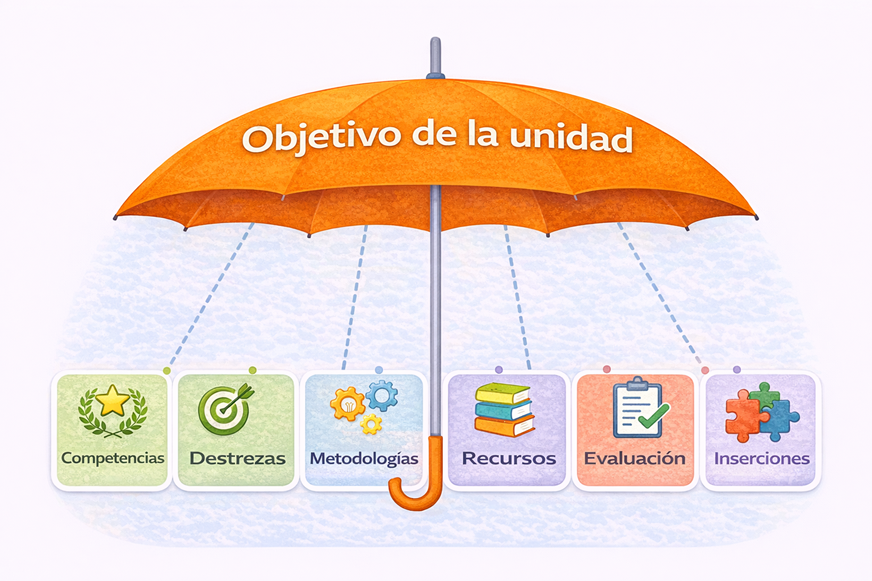 Objetivo de la unidad
Competencias
Destrezas
Metodologías
Recursos
Evaluación
Inserciones